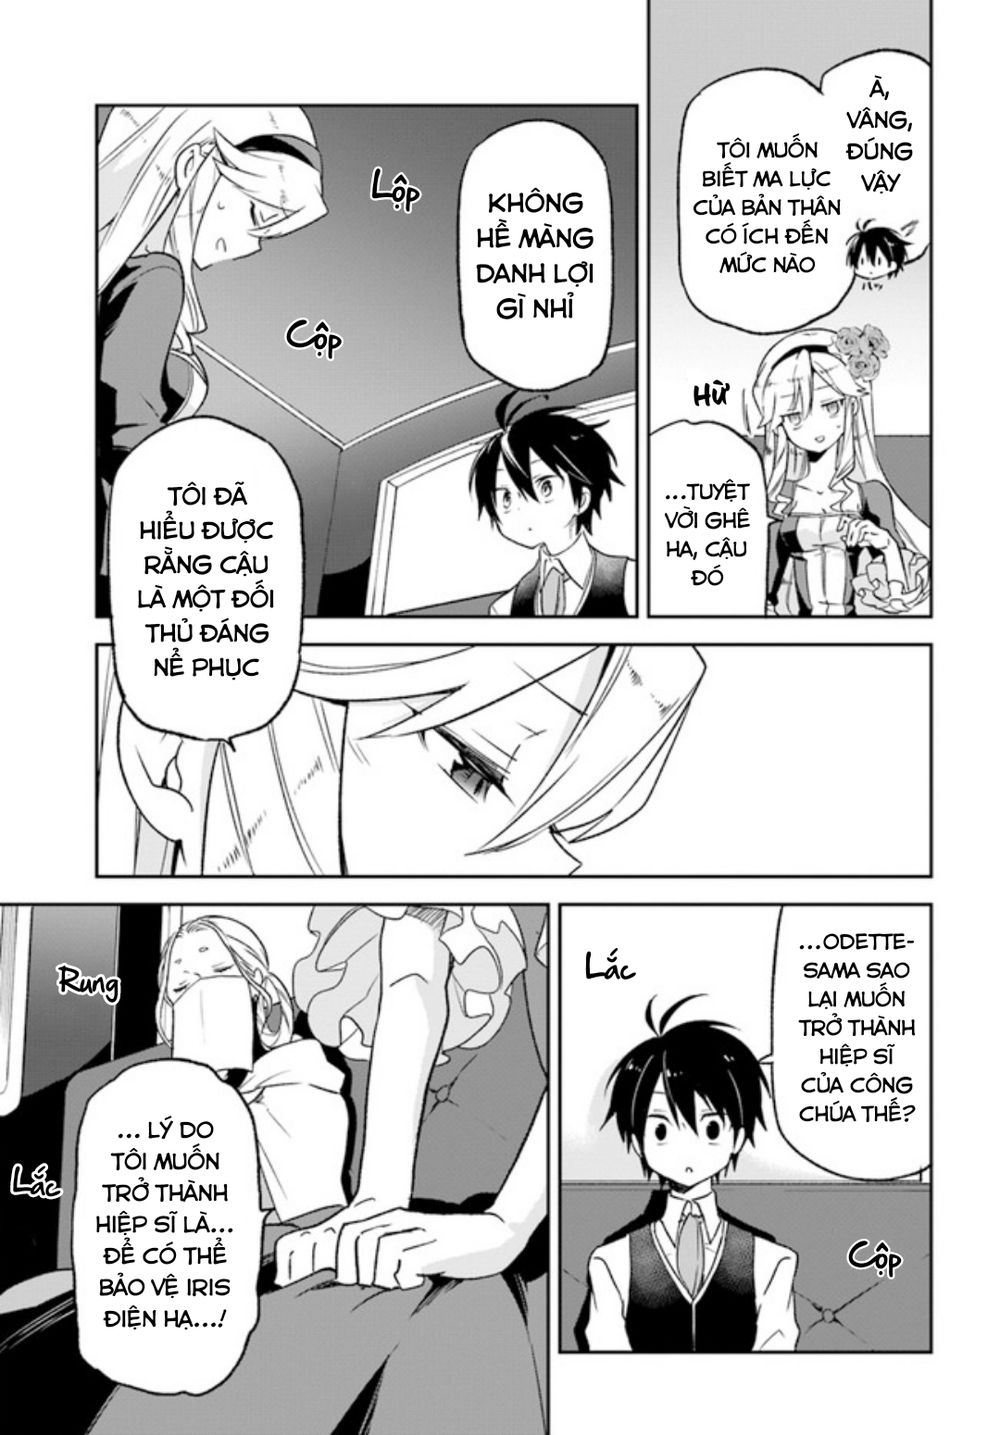 À,
VÂNG,
ĐÚNG
VẬY
TÔI MUỐN
BIẾT MA LỰC
CỦA BẢN THÂN
CÓ ÍCH ĐẾN
MỨC NÀO
HỪ
...TUYỆT
VỜI GHÊ
HA, CẬU
ĐÓ
KHÔNG
HỀ MÀNG
DANH LỢI
GÌ NHỈ
Lộp
Cộp
TÔI ĐÃ
HIỂU ĐƯỢC
RẰNG CẬU
LÀ MỘT ĐỐI
THỦ ĐÁNG
NỂ PHỤC
...ODETTE-
SAMA SAO
LẠI MUỐN
TRỞ THÀNH
HIỆP SĨ
CỦA CÔNG
CHÚA THẾ?
Lắc
Cộp
Rung
Lắc
... LÝ DO
TÔI MUỐN
TRỞ THÀNH
HIỆP SĨ LÀ...
ĐỂ CÓ THỂ
BẢO VỆ IRIS
ĐIỆN HẠ...!